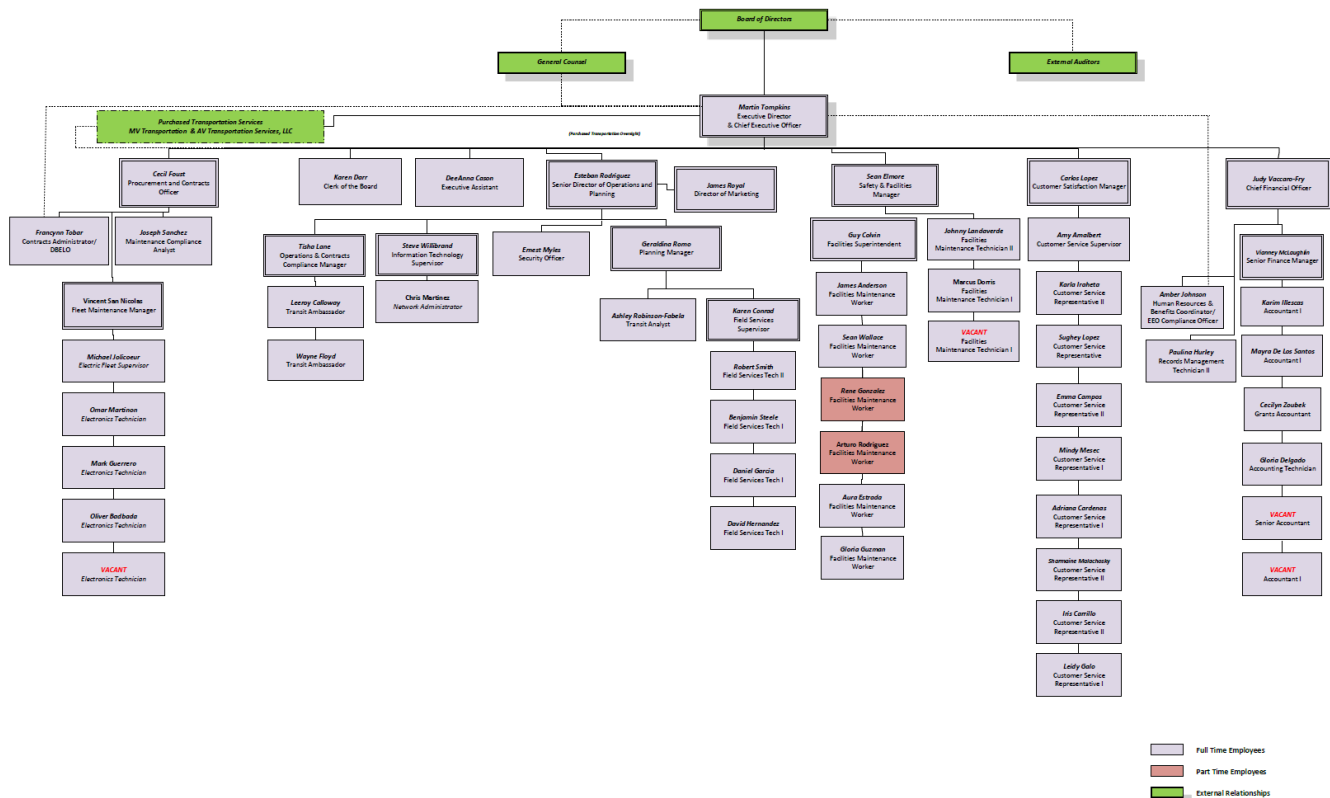 Board of Directors
General Counsel
External Auditors
Martin Tompkins
Executive Director
& Chief Executive Officer
Purchased Transportation Services
MV Transportation & AV Transportation Services, LLC
(Purchased Transportation Oversight)
Cecil Foust
Procurement and Contracts
Officer
Karen Darr
Clerk of the Board
DeeAnna Cason
Executive Assistant
Esteban Rodriguez
Senior Director of Operations and
Planning
James Royal
Director of Marketing
Sean Elmore
Safety & Facilities
Manager
Carlos Lopez
Customer Satisfaction Manager
Judy Vaccaro-Fry
Chief Financial Officer
Francynn Tobar
Contracts Administrator/
DBELO
Joseph Sanchez
Maintenance Compliance
Analyst
Vincent San Nicolas
Fleet Maintenance Manager
Michael Jolicoeur
Electric Fleet Supervisor
Omar Martinon
Electronics Technician
Mark Guerrero
Electronics Technician
Oliver Badbada
Electronics Technician
VACANT
Electronics Technician
Tisha Lane
Operations & Contracts
Compliance Manager
Leeroy Calloway
Transit Ambassador
Wayne Floyd
Transit Ambassador
Steve Willibrand
Information Technology
Supervisor
Chris Martinez
Network Administrator
Ernest Myles
Security Officer
Geraldina Romo
Planning Manager
Ashley Robinson-Fabela
Transit Analyst
Karen Conrad
Field Services
Supervisor
Robert Smith
Field Services Tech II
Benjamin Steele
Field Services Tech I
Daniel Garcia
Field Services Tech I
David Hernandez
Field Services Tech I
Guy Calvin
Facilities Superintendent
James Anderson
Facilities Maintenance
Worker
Sean Wallace
Facilities Maintenance
Worker
Rene Gonzalez
Facilities Maintenance
Worker
Arturo Rodriguez
Facilities Maintenance
Worker
Aura Estrada
Facilities Maintenance
Worker
Gloria Guzman
Facilities Maintenance
Worker
Johnny Landaverde
Facilities
Maintenance Technician II
Marcus Dorris
Facilities
Maintenance Technician I
VACANT
Facilities
Maintenance Technician I
Amy Amalbert
Customer Service Supervisor
Karla Iraheta
Customer Service
Representative II
Sughey Lopez
Customer Service
Representative
Emma Campos
Customer Service
Representative II
Mindy Mesec
Customer Service
Representative I
Adriana Cardenas
Customer Service
Representative I
Sharmaine Malachosky
Customer Service
Representative II
Iris Carrillo
Customer Service
Representative II
Leidy Galo
Customer Service
Representative I
Amber Johnson
Human Resources &
Benefits Coordinator/
EEO Compliance Officer
Paulina Hurley
Records Management
Technician II
Vianney McLaughlin
Senior Finance Manager
Karim Illescas
Accountant I
Mayra De Los Santos
Accountant I
Cecilyn Zoubek
Grants Accountant
Gloria Delgado
Accounting Technician
VACANT
Senior Accountant
VACANT
Accountant I
Full Time Employees
Part Time Employees
External Relationships